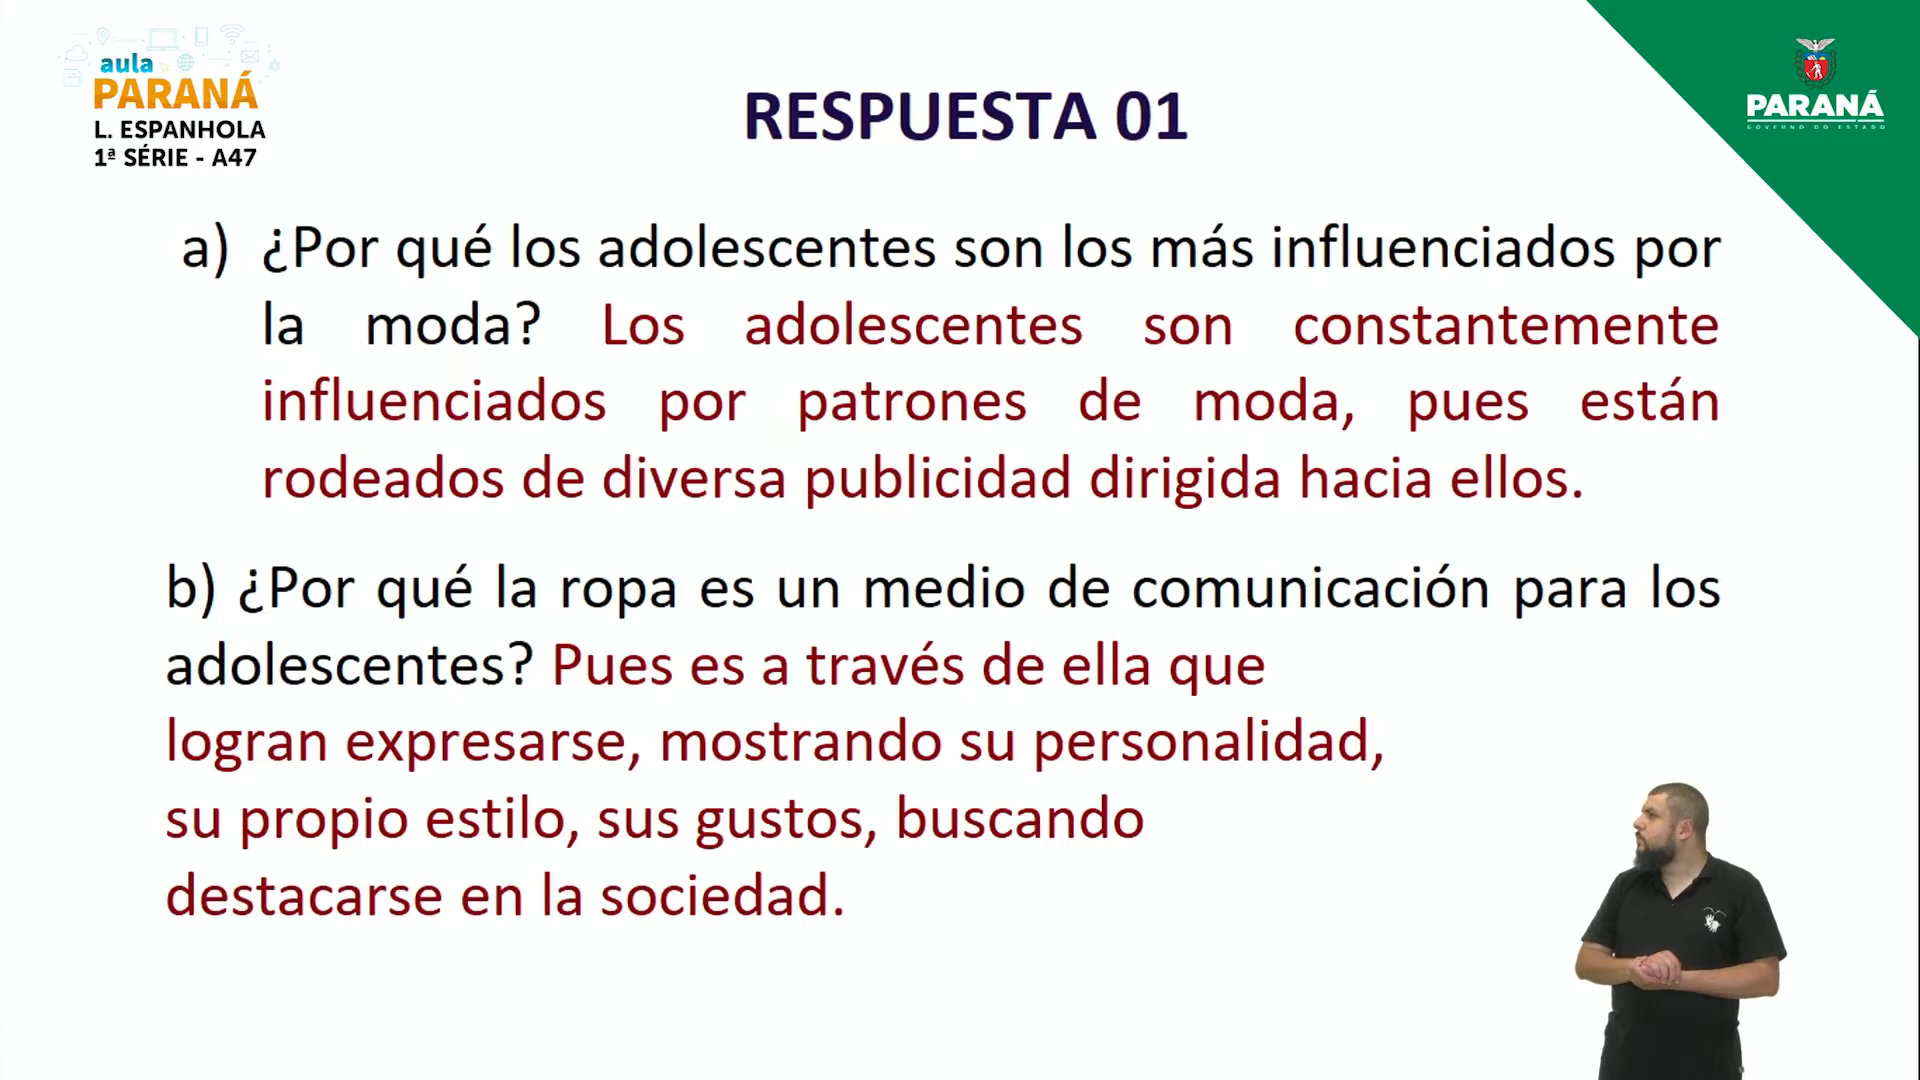 aula
PARANÁ
L. ESPANHOLA
1ª SÉRIE - A47
PARANÁ
GOVERNO DO ESTADO
RESPUESTA 01
a) ¿Por qué los adolescentes son los más influenciados por
la moda? Los adolescentes son constantemente
influenciados por patrones de moda, pues están
rodeados de diversa publicidad dirigida hacia ellos.
b) ¿Por qué la ropa es un medio de comunicación para los
adolescentes? Pues es a través de ella que
logran expresarse, mostrando su personalidad,
su propio estilo, sus gustos, buscando
destacarse en la sociedad.